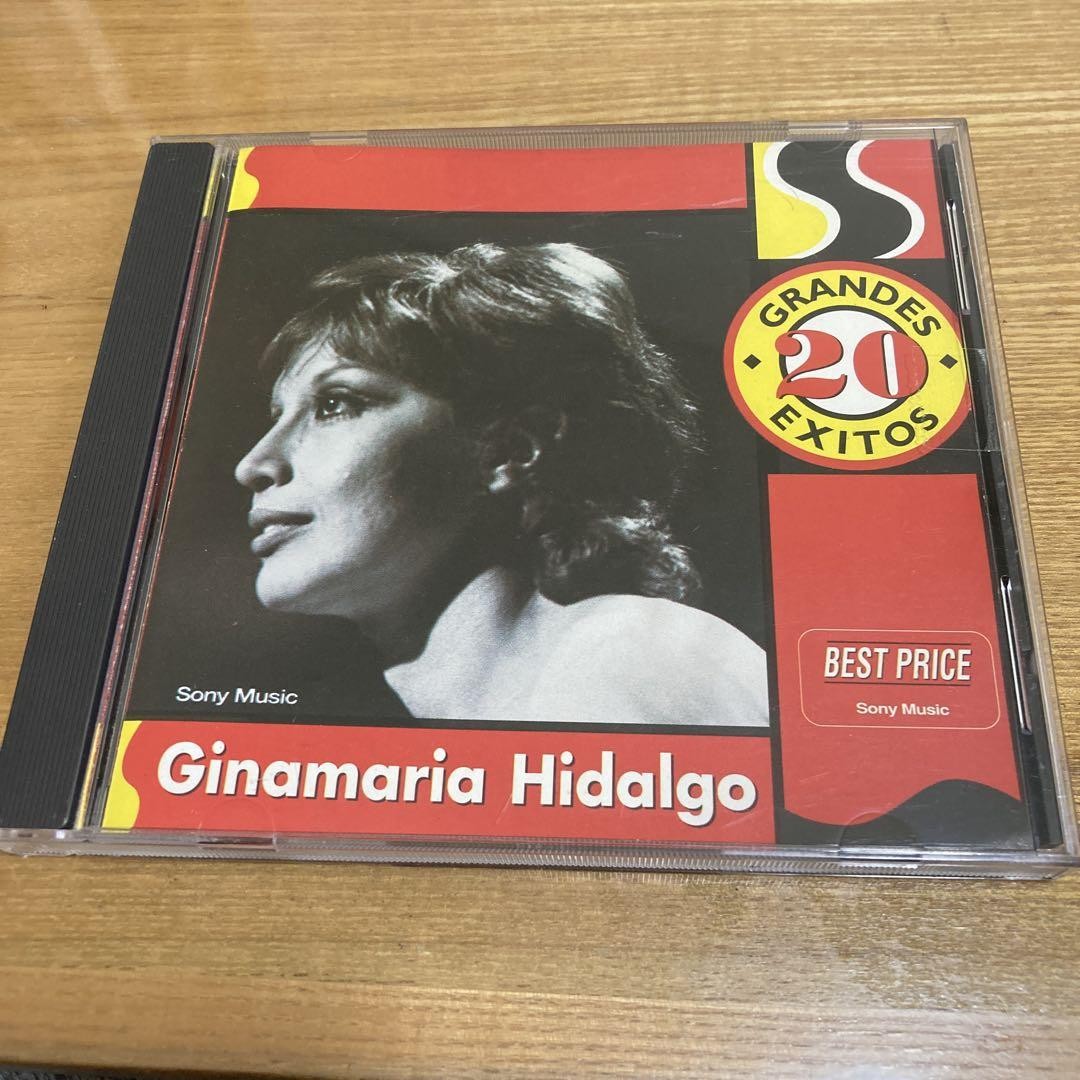 GRANDES
20
EXITOS
BEST PRICE
Sony Music
Sony Music
Ginamaria Hidalgo